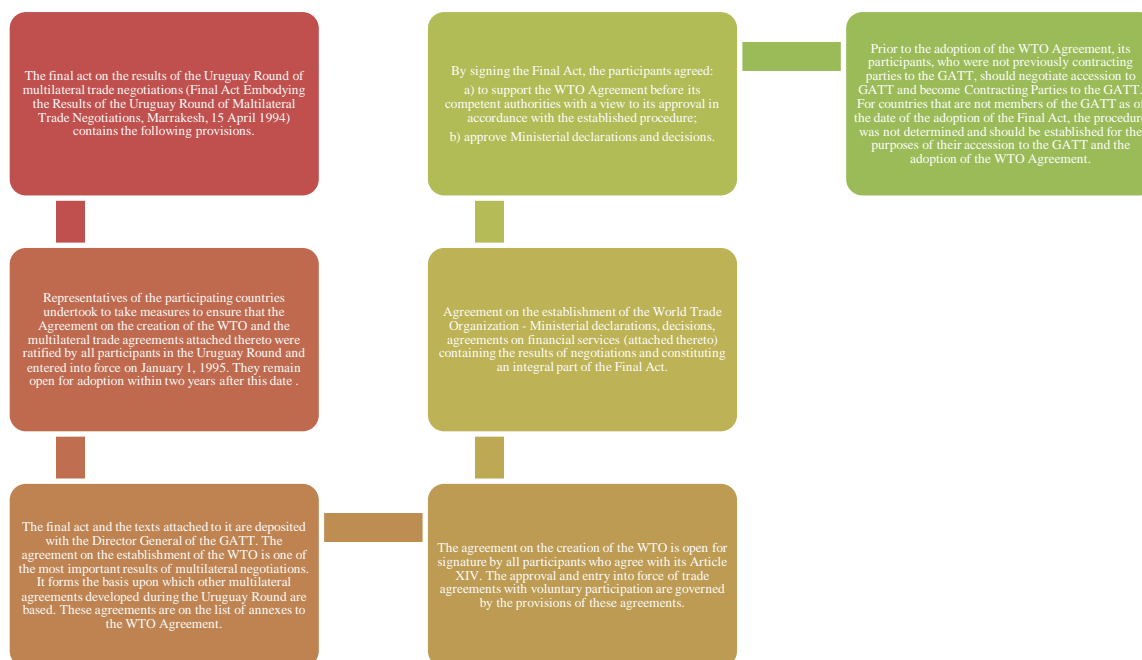 The final act on the results of the Uruguay Round of
multilateral trade negotiations (Final Act Embodying
the Results of the Uruguay Round of Maltilateral
Trade Negotiations, Marrakesh, 15 April 1994)
contains the following provisions.
Representatives of the participating countries
undertook to take measures to ensure that the
Agreement on the creation of the WTO and the
multilateral trade agreements attached thereto were
ratified by all participants in the Uruguay Round and
entered into force on January 1, 1995. They remain
open for adoption within two years after this date .
The final act and the texts attached to it are deposited
with the Director General of the GATT. The
agreement on the establishment of the WTO is one of
the most important results of multilateral negotiations.
It forms the basis upon which other multilateral
agreements developed during the Uruguay Round are
based. These agreements are on the list of annexes to
the WTO Agreement.
The agreement on the creation of the WTO is open for
signature by all participants who agree with its Article
XIV. The approval and entry into force of trade
agreements with voluntary participation are governed
by the provisions of these agreements.
Agreement on the establishment of the World Trade
Organization - Ministerial declarations, decisions,
agreements on financial services (attached thereto)
containing the results of negotiations and constituting
an integral part of the Final Act.
By signing the Final Act, the participants agreed:
a) to support the WTO Agreement before its
competent authorities with a view to its approval in
accordance with the established procedure;
b) approve Ministerial declarations and decisions.
Prior to the adoption of the WTO Agreement, its
participants, who were not previously contracting
parties to the GATT, should negotiate accession to
GATT and become Contracting Parties to the GATT.
For countries that are not members of the GATT as of
the date of the adoption of the Final Act, the procedure
was not determined and should be established for the
purposes of their accession to the GATT and the
adoption of the WTO Agreement.